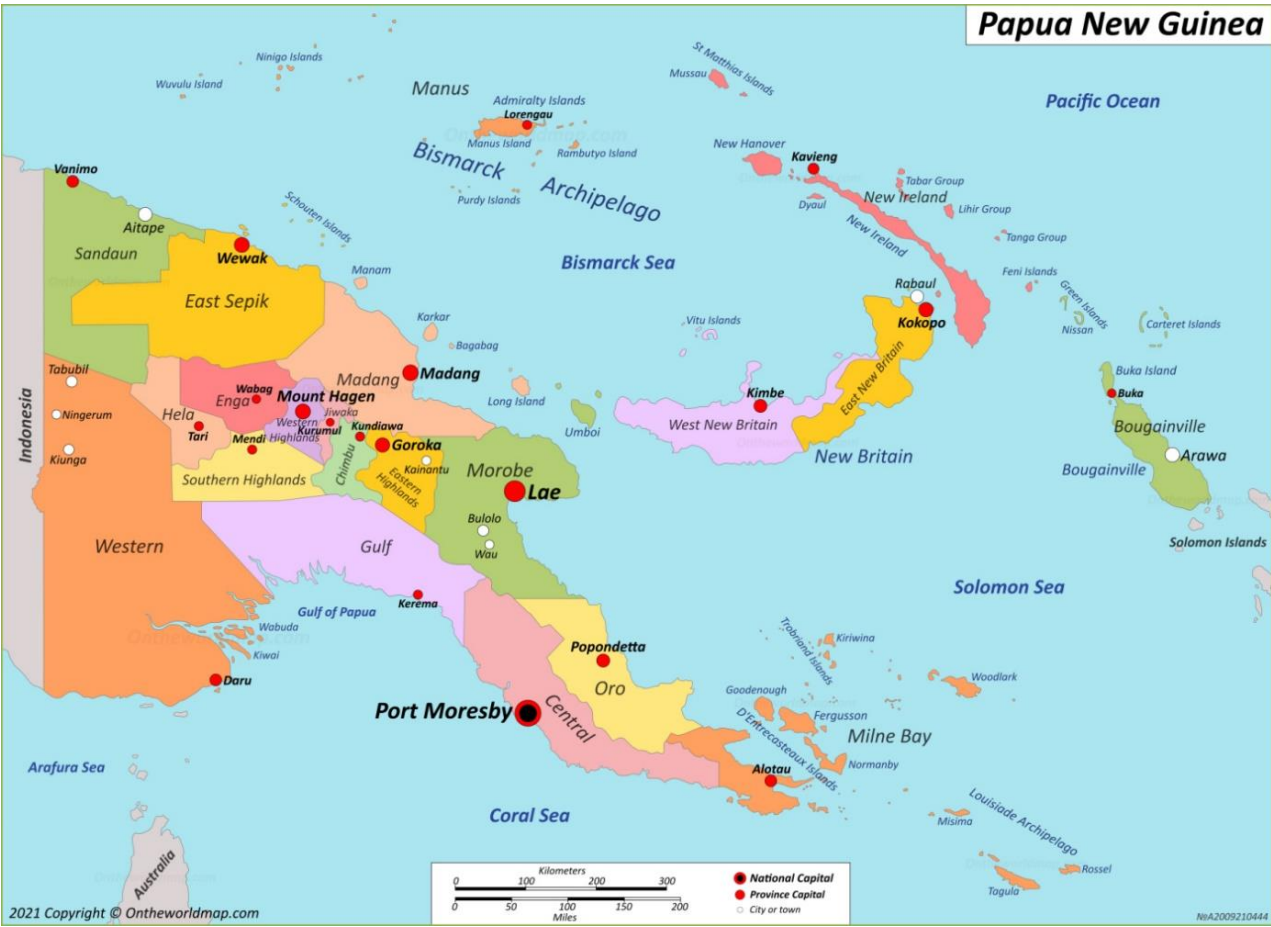 Papua New Guinea
Pacific Ocean
St Matthias Islands
Mussau
Ninigo Islands
Wuvulu Island
Manus
Admiralty Islands
Lorengau
Manus Island
Rambutyo Island
Bismarck
Archipelago
Purdy Islands
New Hanover
Kavieng
Tabar Group
New Ireland
Dyaul
Lihir Group
New Ireland
Tanga Group
Feni Islands
Green Islands
Nissan
Carteret Islands
Vanimo
Aitape
Sandaun
Schouten Islands
Wewak
East Sepik
Bismarck Sea
Manam
Rabaul
Kokopo
Karkar
Bagabag
Vitu Islands
East New Britain
Buka Island
Buka
Bougainville
Bougainville
Arawa
Tabubil
Ningerum
Kiunga
Indonesia
Hela
Tari
Enga
Wabag
Mount Hagen
Western
Highlands
Jiwaka
Kurumul
Mendi
Madang
Madang
Long Island
Umboi
Kimbe
West New Britain
New Britain
Southern Highlands
Chimbu
Kundiawa
Goroka
Kainantu
Eastern
Highlands
Morobe
Lae
Bulolo
Wau
Solomon Islands
Western
Gulf
Kerema
Gulf of Papua
Wabuda
Kiwai
Daru
Solomon Sea
Popondetta
Oro
Trobriand Islands
Kiriwina
Woodlark
Goodenough
Fergusson
D'Entrecasteaux Islands
Normanby
Milne Bay
Port Moresby
Central
Alotau
Arafura Sea
Coral Sea
Louisiade Archipelago
Misima
Rossel
Tagula
Australia
Kilometers
0 100 200 300
0 50 100 150 200
Miles
National Capital
Province Capital
City or town
2021 Copyright © Ontheworldmap.com
№A2009210444